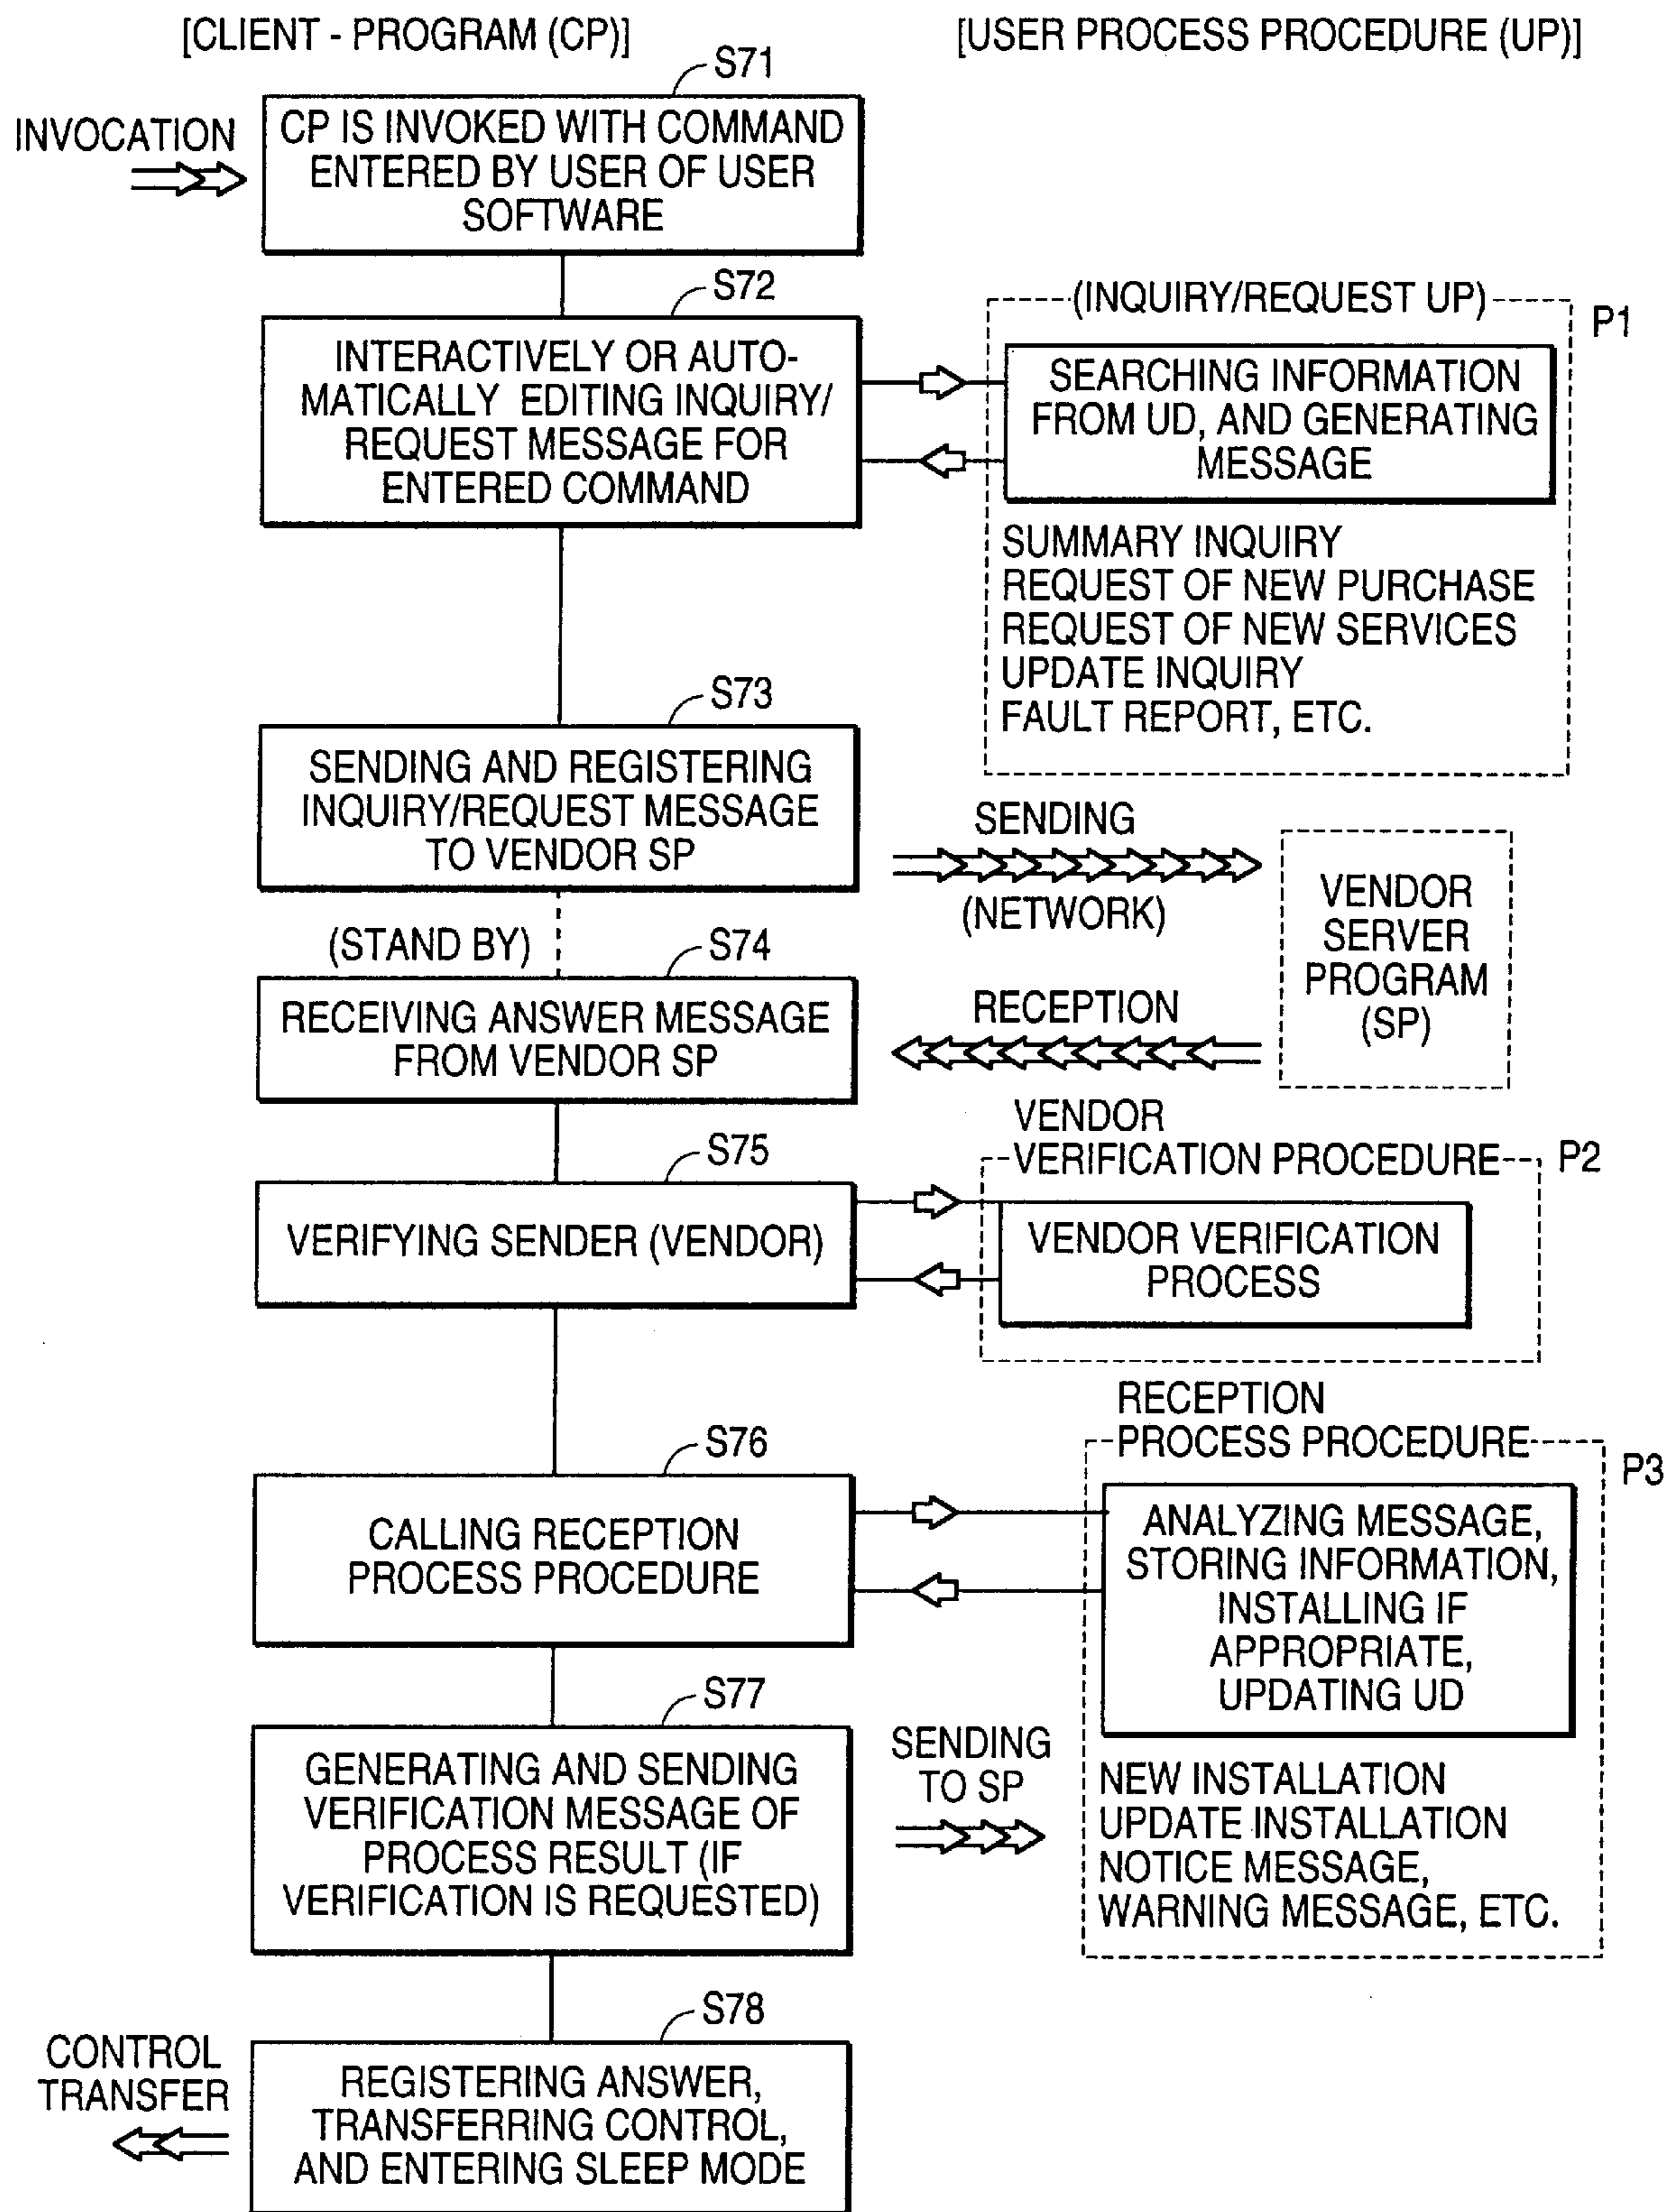 [CLIENT - PROGRAM (CP)]
[USER PROCESS PROCEDURE (UP)]
S71
INVOCATION
CP IS INVOKED WITH COMMAND
ENTERED BY USER OF USER
SOFTWARE
S72
INTERACTIVELY OR AUTO-
MATICALLY EDITING INQUIRY/
REQUEST MESSAGE FOR
ENTERED COMMAND
(INQUIRY/REQUEST UP)
P1
SEARCHING INFORMATION
FROM UD, AND GENERATING
MESSAGE
SUMMARY INQUIRY
REQUEST OF NEW PURCHASE
REQUEST OF NEW SERVICES
UPDATE INQUIRY
FAULT REPORT, ETC.
S73
SENDING AND REGISTERING
INQUIRY/REQUEST MESSAGE
TO VENDOR SP
SENDING
(NETWORK)
VENDOR
SERVER
PROGRAM
(SP)
(STAND BY)
S74
RECEIVING ANSWER MESSAGE
FROM VENDOR SP
RECEPTION
S75
VERIFYING SENDER (VENDOR)
VENDOR
VERIFICATION PROCEDURE
P2
VENDOR VERIFICATION
PROCESS
S76
CALLING RECEPTION
PROCESS PROCEDURE
RECEPTION
PROCESS PROCEDURE
P3
ANALYZING MESSAGE,
STORING INFORMATION,
INSTALLING IF
APPROPRIATE,
UPDATING UD
NEW INSTALLATION
UPDATE INSTALLATION
NOTICE MESSAGE,
WARNING MESSAGE, ETC.
S77
GENERATING AND SENDING
VERIFICATION MESSAGE OF
PROCESS RESULT (IF
VERIFICATION IS REQUESTED)
SENDING
TO SP
S78
CONTROL
TRANSFER
REGISTERING ANSWER,
TRANSFERRING CONTROL,
AND ENTERING SLEEP MODE